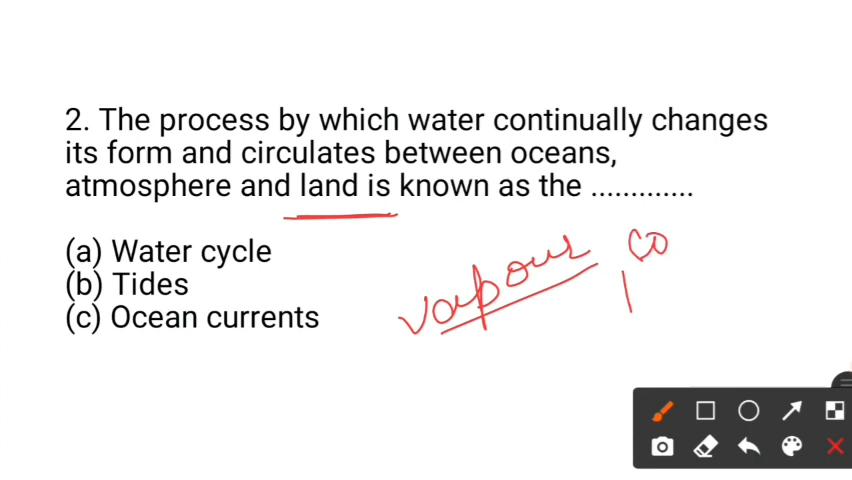 2. The process by which water continually changes
its form and circulates between oceans,
atmosphere and land is known as the .............
(a) Water cycle
(b) Tides
(c) Ocean currents
vapour co